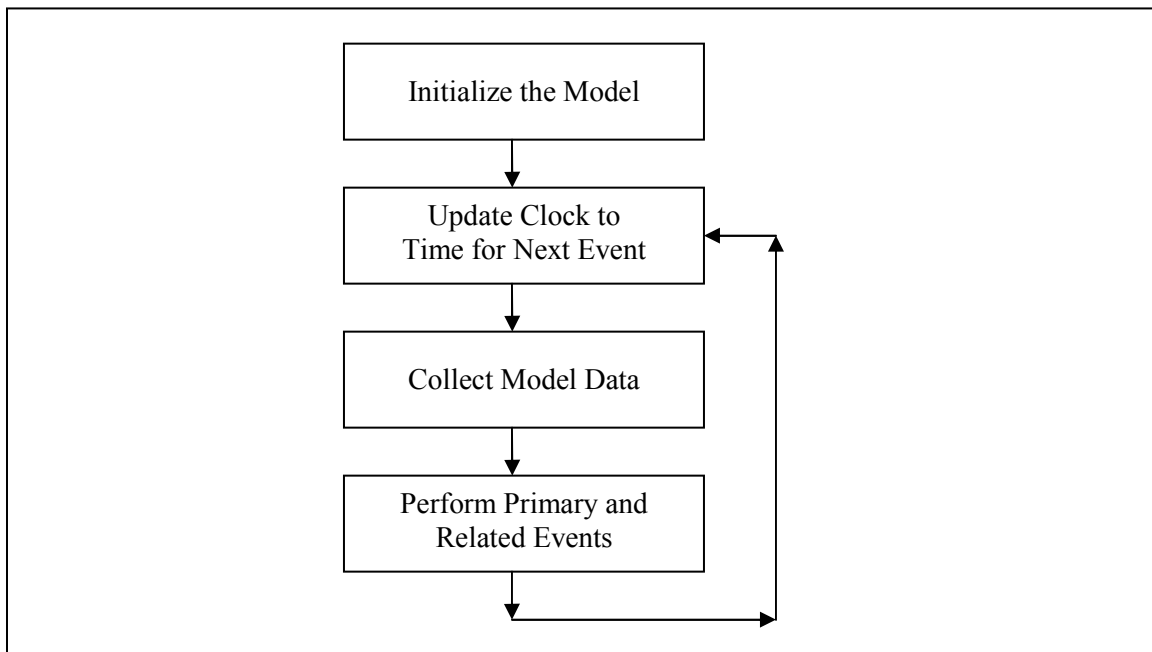 Initialize the Model
Update Clock to
Time for Next Event
Collect Model Data
Perform Primary and
Related Events